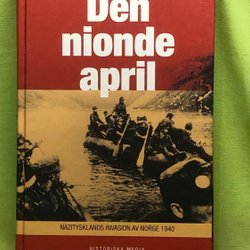 Den
nionde
april
NAZITYSKLANDS INVASION AV NORGE 1940
HISTORISKA MEDIA